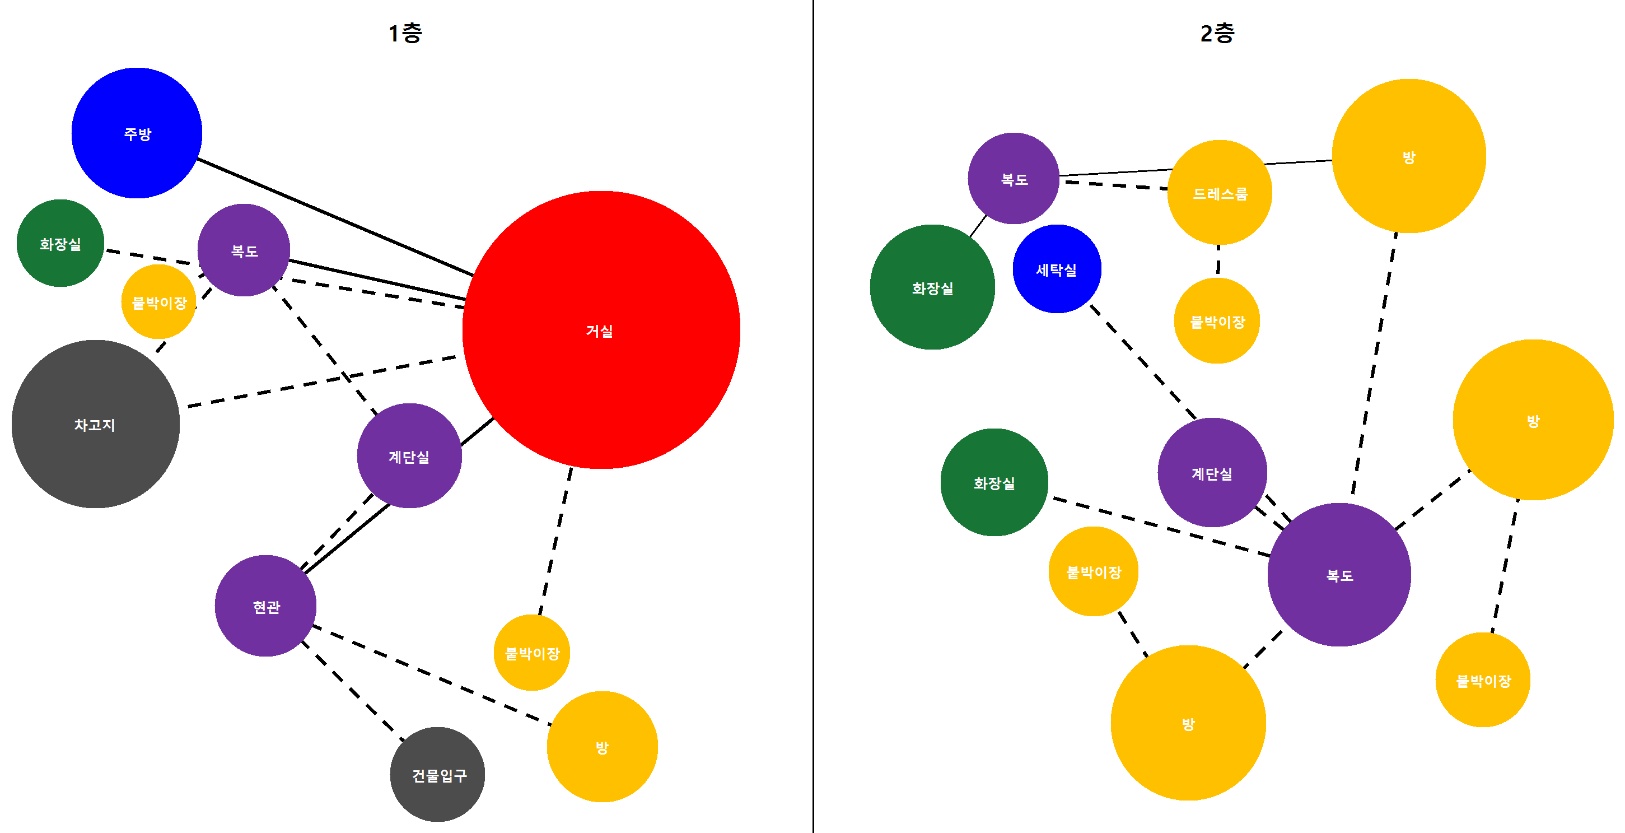 1층
주방
화장실
복도
붙박이장
거실
차고지
계단실
현관
붙박이장
방
건물입구
2층
방
복도
드레스룸
세탁실
화장실
붙박이장
방
계단실
화장실
붙박이장
복도
붙박이장
방